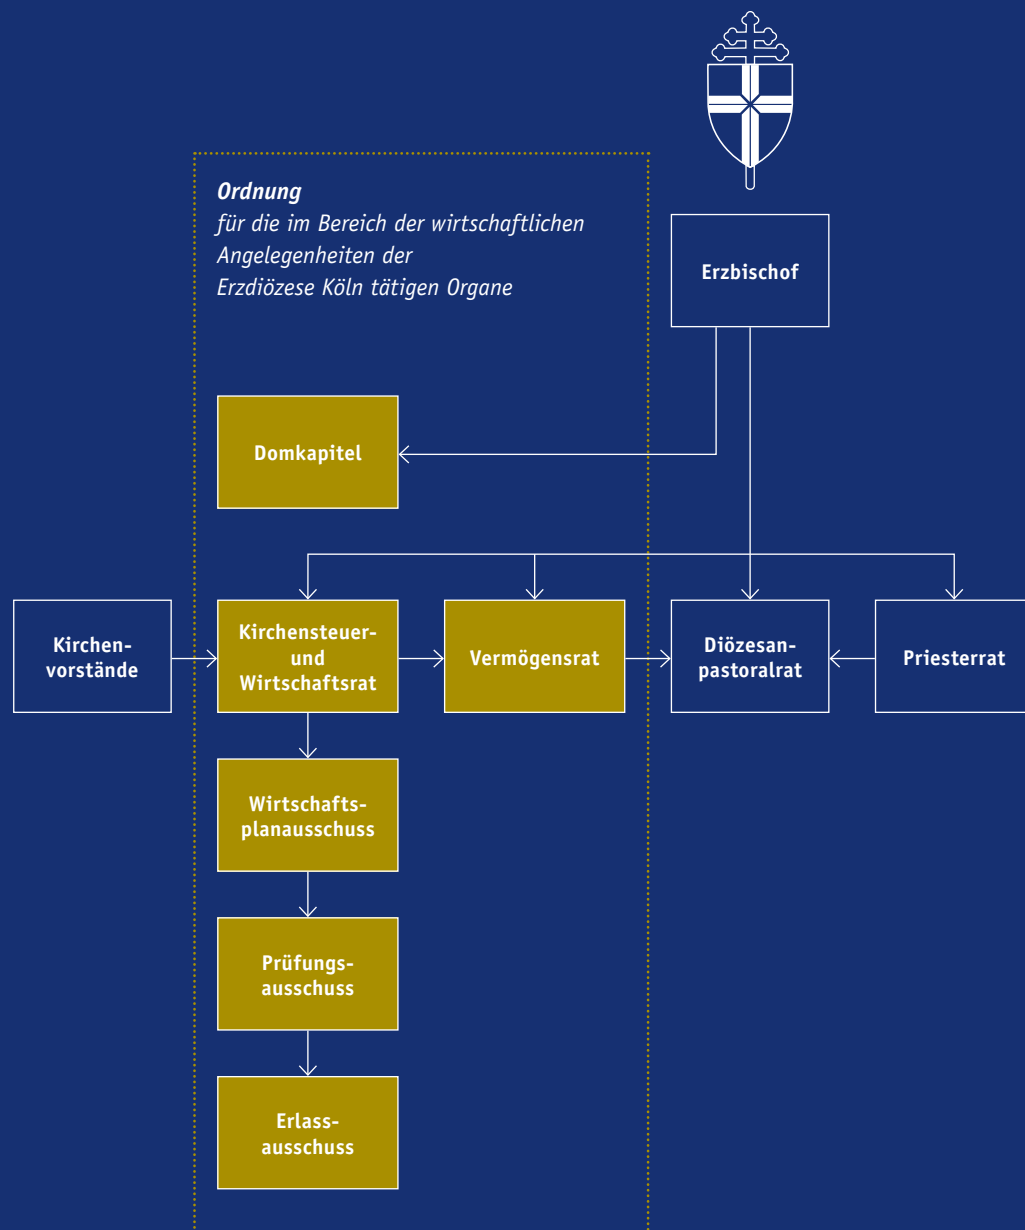 Ordnung
für die im Bereich der wirtschaftlichen
Angelegenheiten der
Erzdiözese Köln tätigen Organe
Erzbischof
Domkapitel
Kirchen-
vorstände
Kirchensteuer-
und
Wirtschaftsrat
Vermögensrat
Diözesan-
pastoralrat
Priesterrat
Wirtschafts-
planausschuss
Prüfungs-
ausschuss
Erlass-
ausschuss